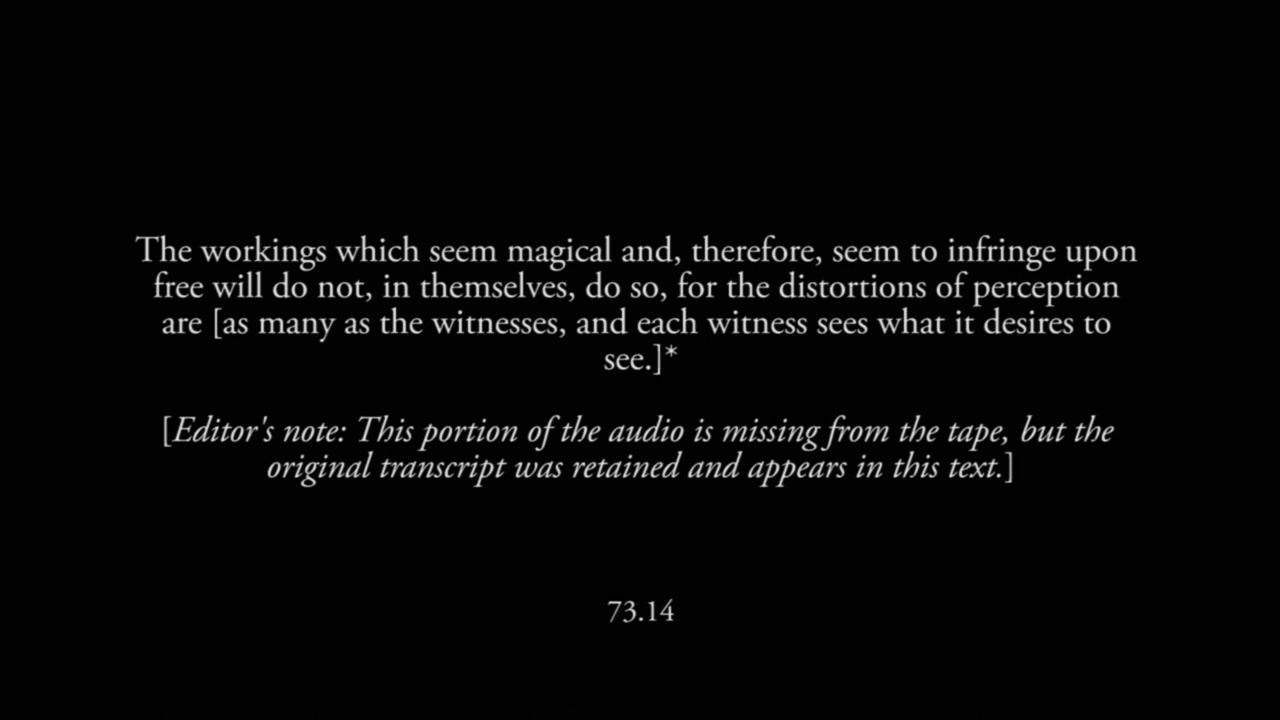 The workings which seem magical and, therefore, seem to infringe upon
free will do not, in themselves, do so, for the distortions of perception
are [as many as the witnesses, and each witness sees what it desires to
see.]*
[Editor's note: This portion of the audio is missing from the tape, but the
original transcript was retained and appears in this text.]
73.14